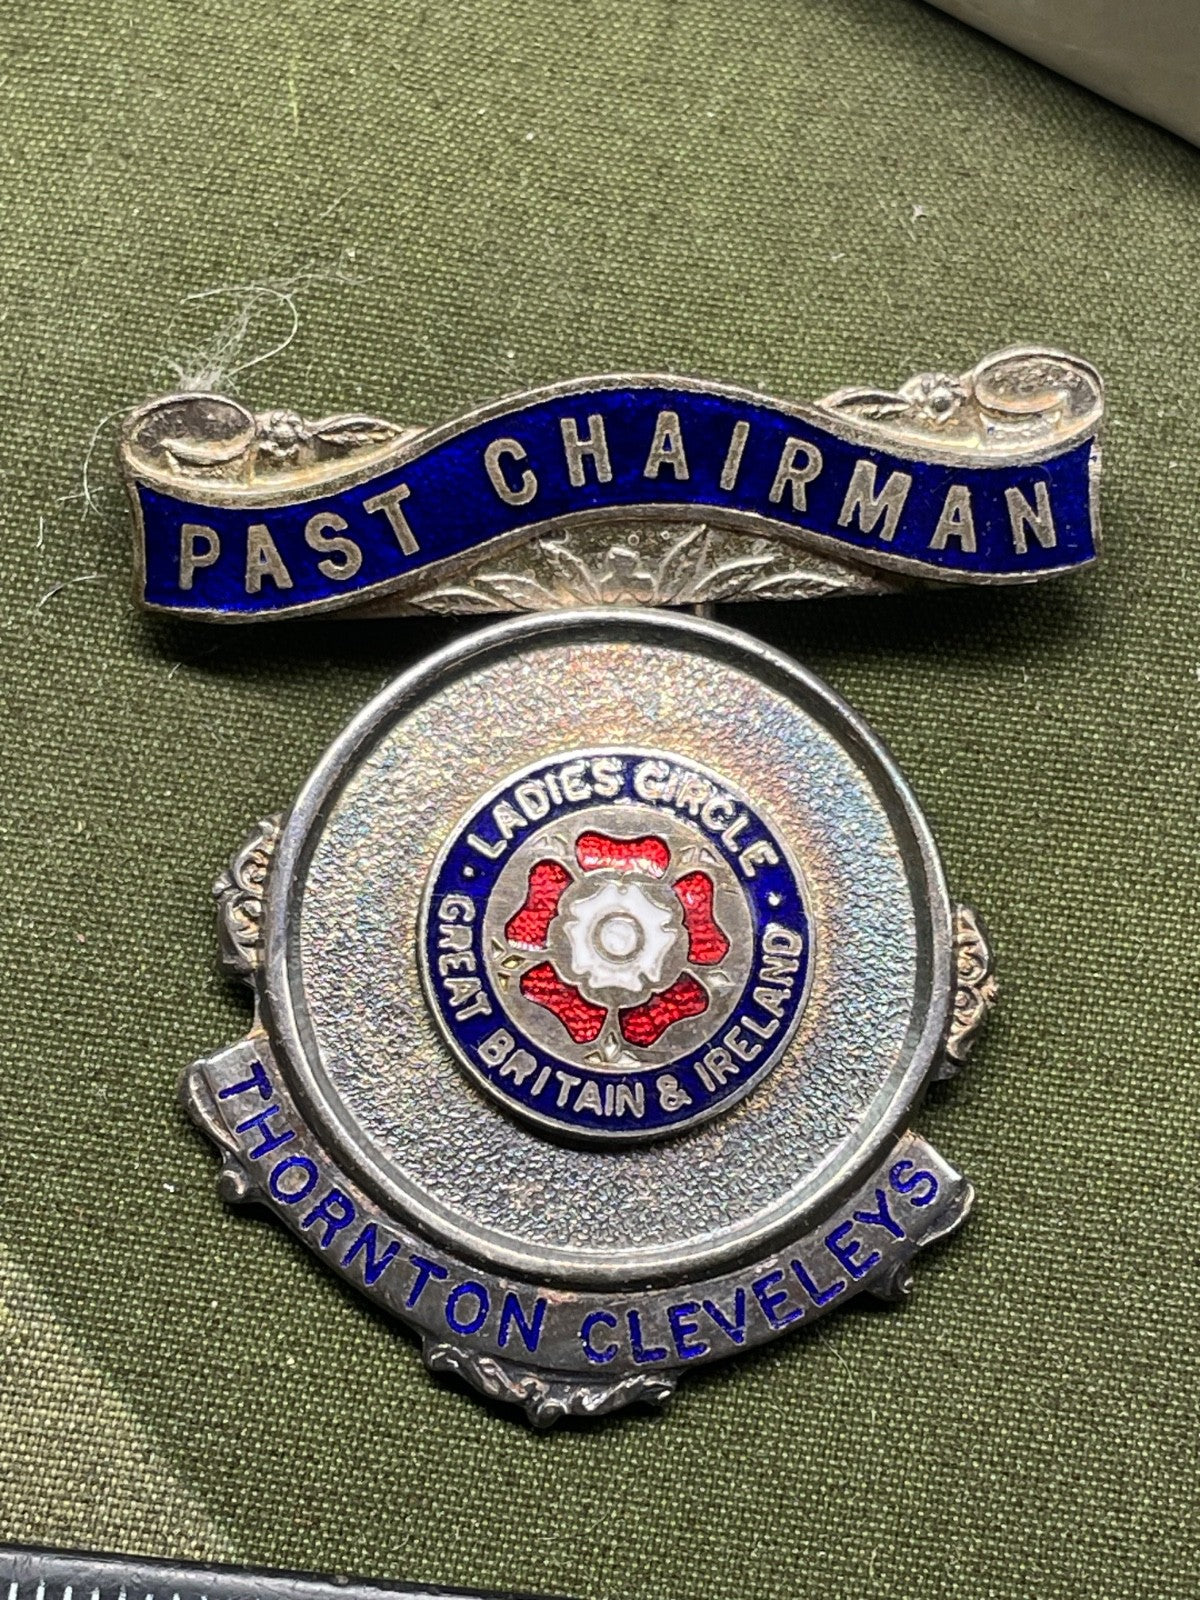 PAST CHAIRMAN
· LADIES CIRCLE ·
GREAT BRITAIN & IRELAND
THORNTON CLEVELEYS